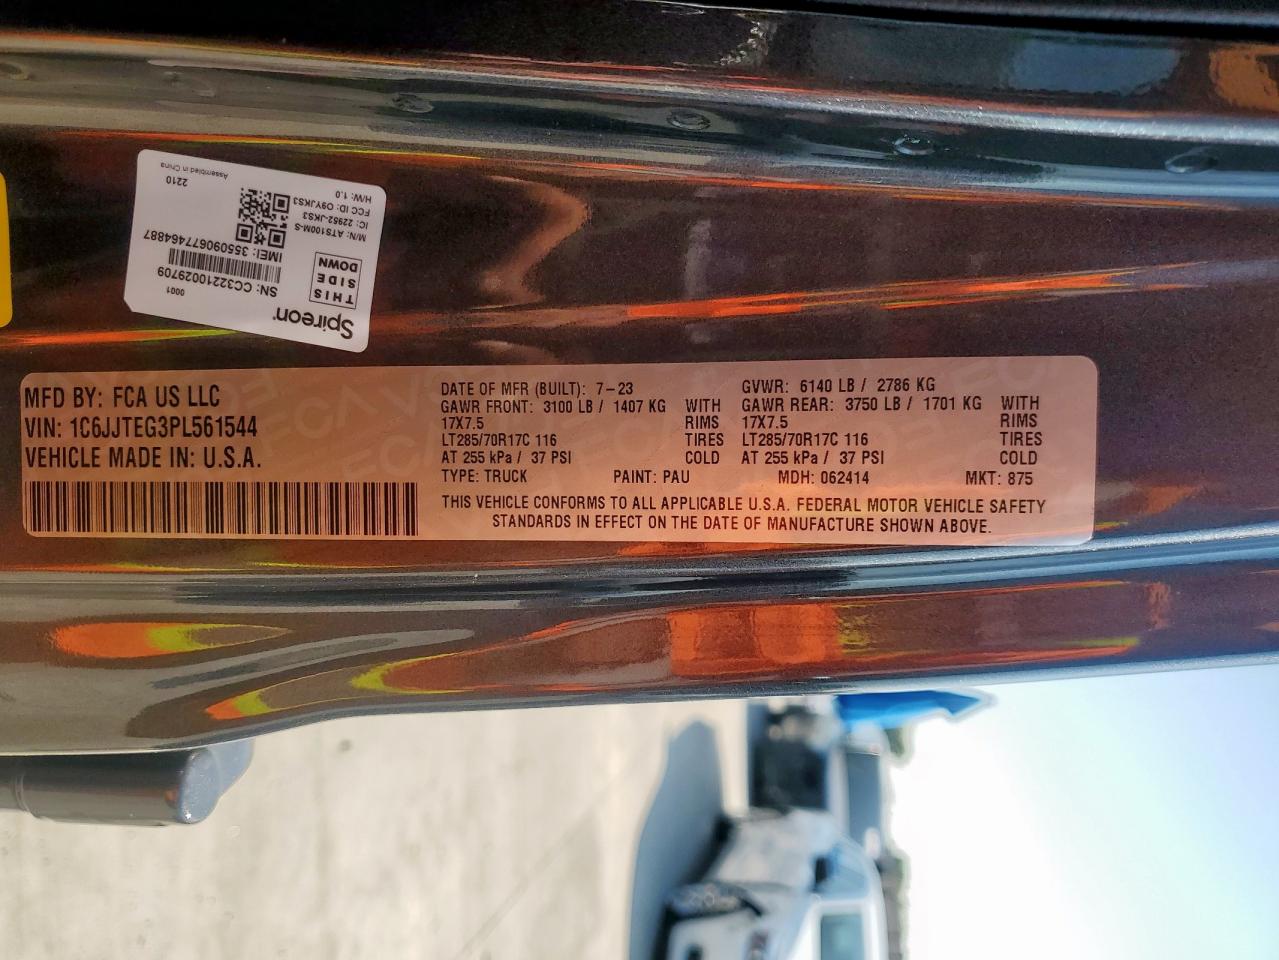 Spireon
THIS
SIDE
DOWN
0001
SN: CC32210029709
IMEI: 355090677464887
M/N: ATS100M-S
IC: 22952-JKS3
FCC ID: O9YJKS3
H/W: 1.0
2210
Assembled in China
MFD BY: FCA US LLC
VIN: 1C6JJTEG3PL561544
VEHICLE MADE IN: U.S.A.
DATE OF MFR (BUILT): 7-23
GAWR FRONT: 3100 LB / 1407 KG WITH
17X7.5 RIMS
LT285/70R17C 116 TIRES
AT 255 kPa / 37 PSI COLD
GVWR: 6140 LB / 2786 KG
GAWR REAR: 3750 LB / 1701 KG WITH
17X7.5 RIMS
LT285/70R17C 116 TIRES
AT 255 kPa / 37 PSI COLD
TYPE: TRUCK PAINT: PAU MDH: 062414 MKT: 875
THIS VEHICLE CONFORMS TO ALL APPLICABLE U.S.A. FEDERAL MOTOR VEHICLE SAFETY
STANDARDS IN EFFECT ON THE DATE OF MANUFACTURE SHOWN ABOVE.